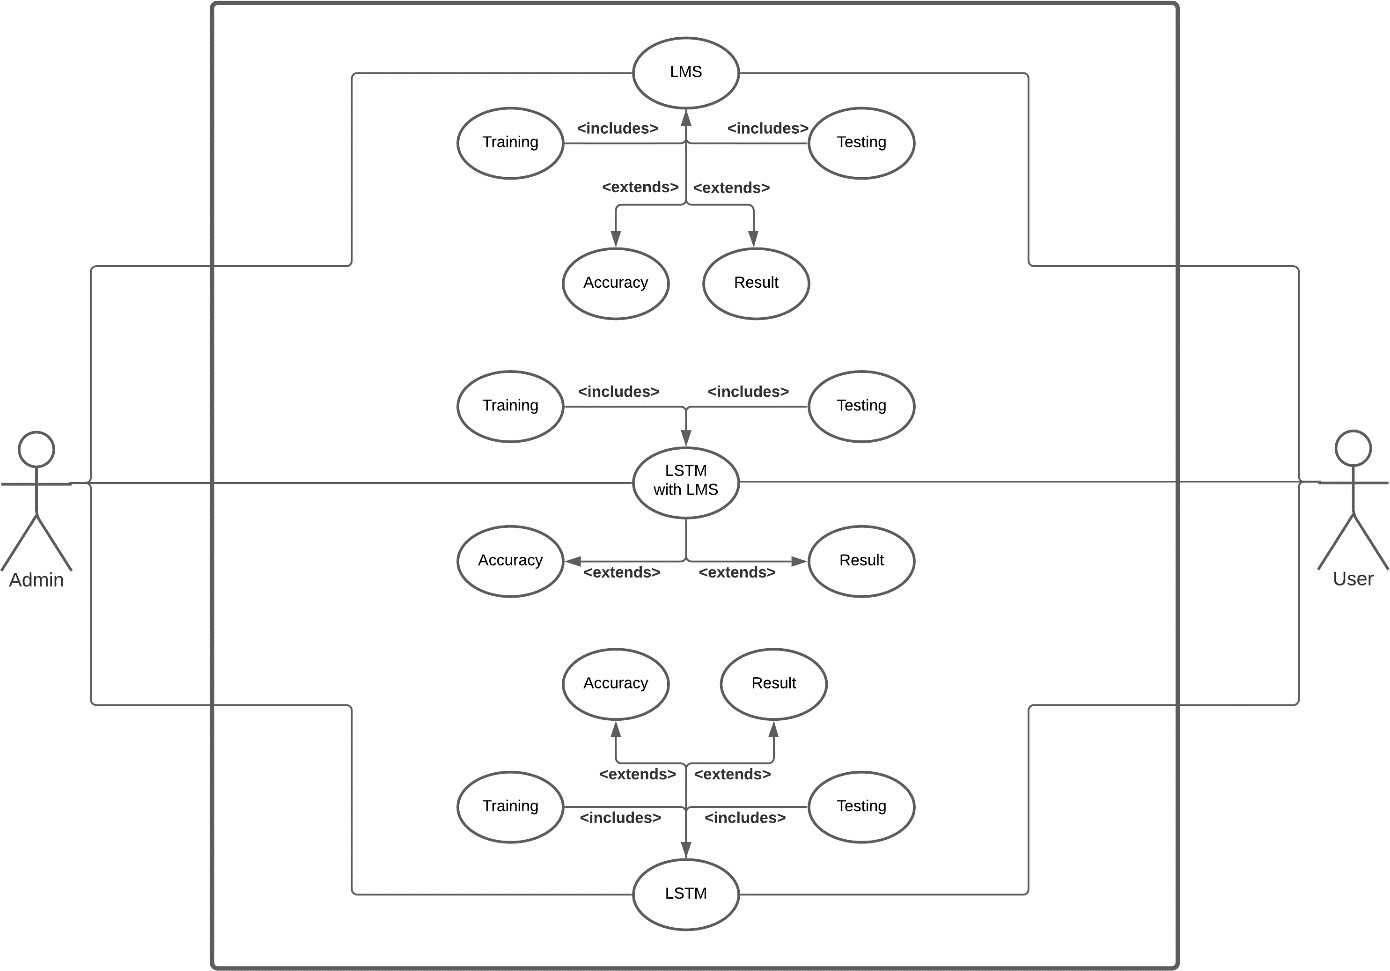 LMS
<includes> <includes>
Training
Testing
<extends> <extends>
Accuracy
Result
<includes> <includes>
Training
Testing
LSTM
with LMS
Admin
User
Accuracy
Result
<extends> <extends>
Accuracy
Result
<extends> <extends>
Training
Testing
<includes> <includes>
LSTM